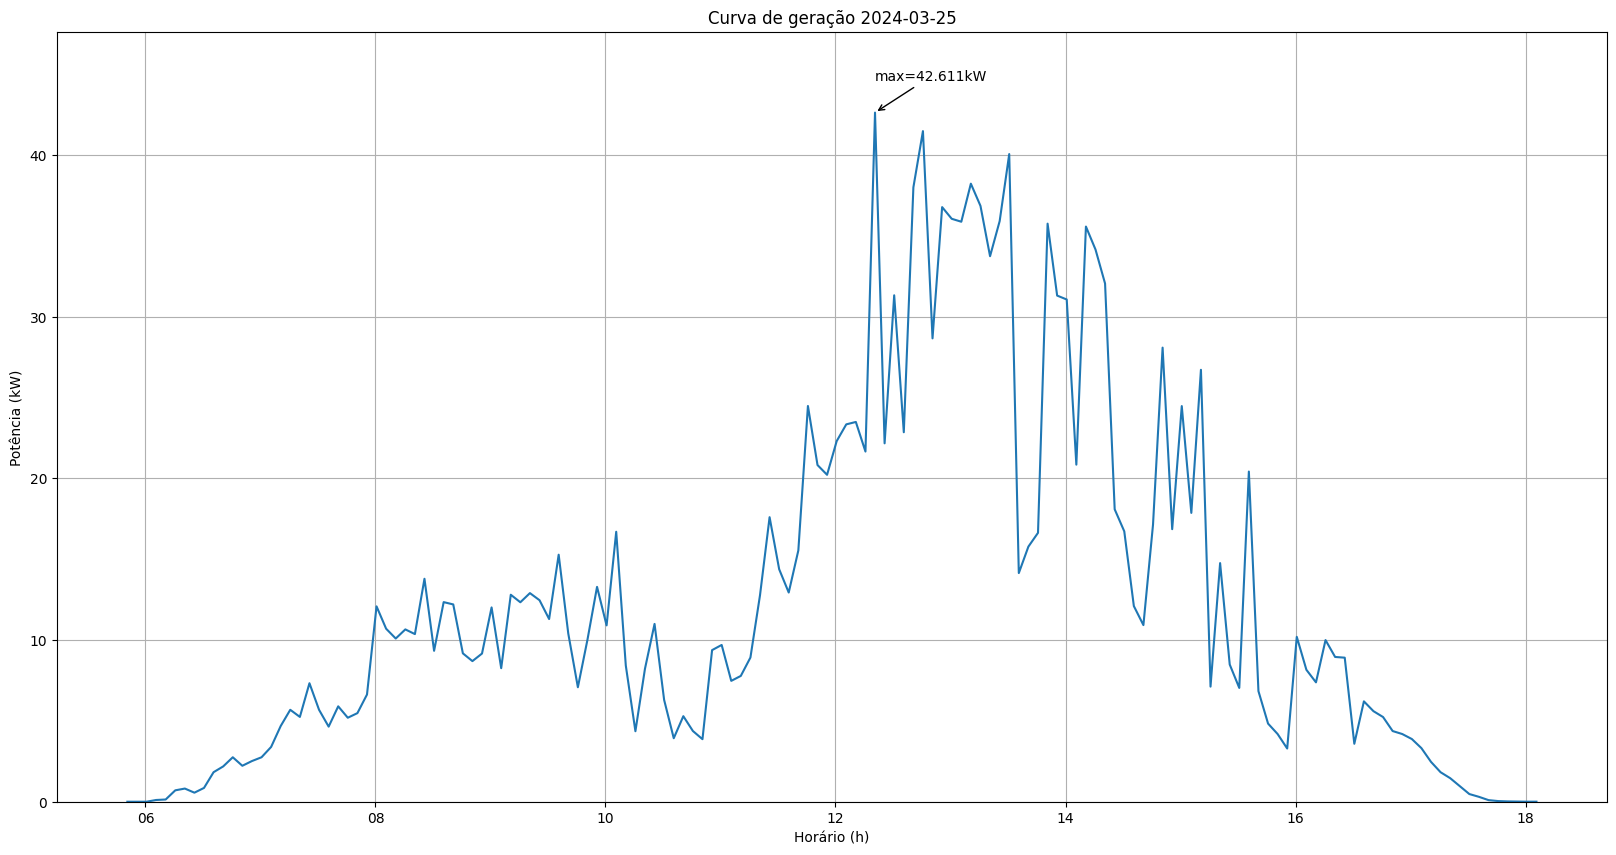 Curva de geração 2024-03-25
max=42.611kW
Potência (kW)
40
30
20
10
0
06 08 10 12 14 16 18
Horário (h)